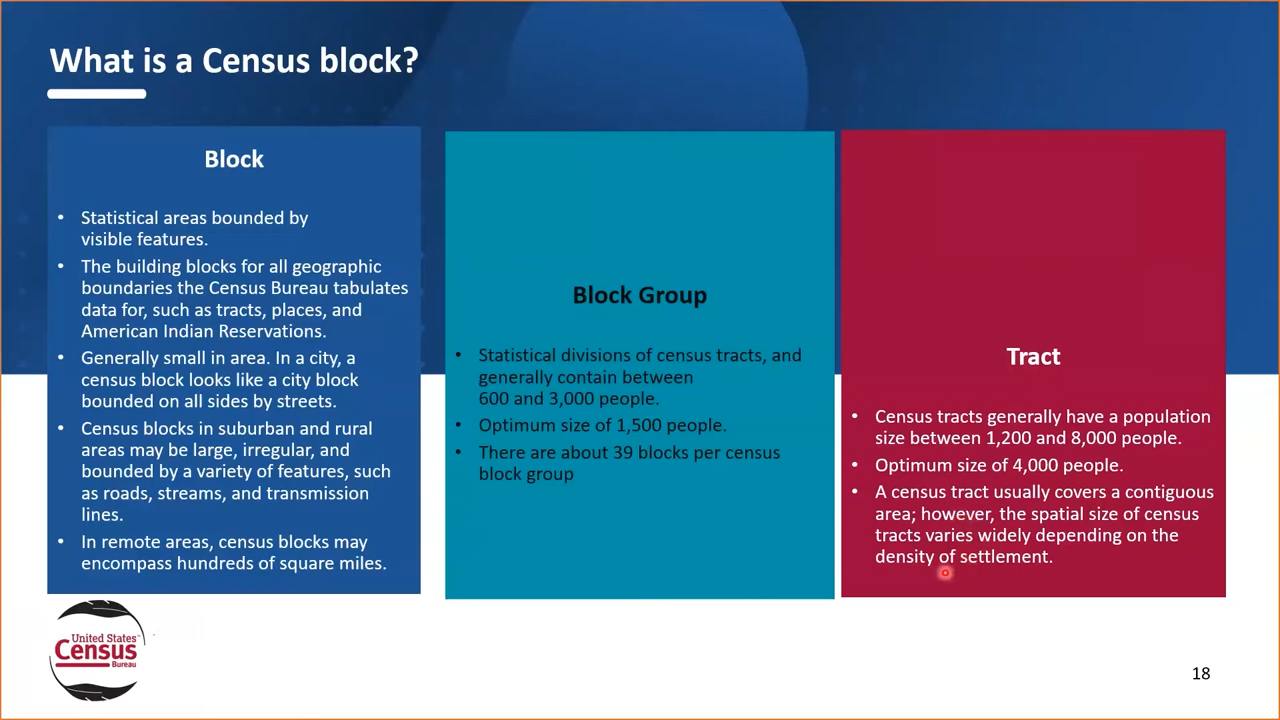 What is a Census block?
Block
• Statistical areas bounded by
visible features.
• The building blocks for all geographic
boundaries the Census Bureau tabulates
data for, such as tracts, places, and
American Indian Reservations.
• Generally small in area. In a city, a
census block looks like a city block
bounded on all sides by streets.
• Census blocks in suburban and rural
areas may be large, irregular, and
bounded by a variety of features, such
as roads, streams, and transmission
lines.
• In remote areas, census blocks may
encompass hundreds of square miles.
Block Group
• Statistical divisions of census tracts, and
generally contain between
600 and 3,000 people.
• Optimum size of 1,500 people.
• There are about 39 blocks per census
block group
Tract
• Census tracts generally have a population
size between 1,200 and 8,000 people.
• Optimum size of 4,000 people.
• A census tract usually covers a contiguous
area; however, the spatial size of census
tracts varies widely depending on the
density of settlement.
United States™
Census
Bureau
18